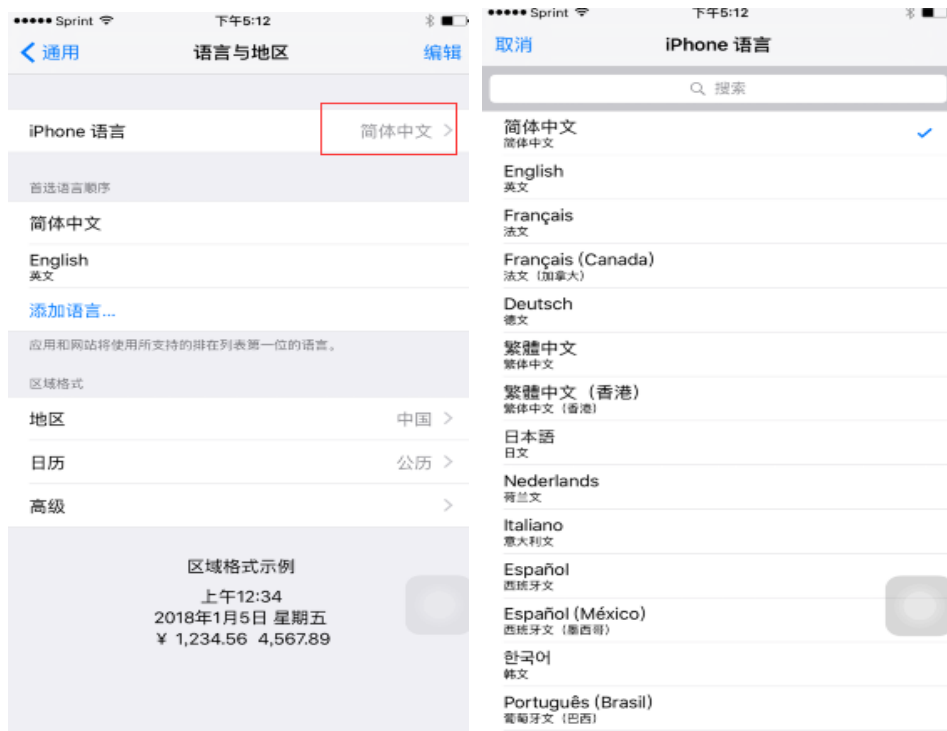 Sprint 下午5:12
通用 语言与地区 编辑
iPhone 语言 简体中文
首选语言顺序
简体中文
English
英文
添加语言...
应用和网站将使用所支持的排在列表第一位的语言。
区域格式
地区 中国
日历 公历
高级
区域格式示例
上午12:34
2018年1月5日 星期五
¥ 1,234.56 4,567.89
Sprint 下午5:12
取消 iPhone 语言
搜索
简体中文
简体中文
English
英文
Français
法文
Français (Canada)
法文（加拿大）
Deutsch
德文
繁體中文
繁体中文
繁體中文（香港）
繁体中文（香港）
日本語
日文
Nederlands
荷兰文
Italiano
意大利文
Español
西班牙文
Español (México)
西班牙文（墨西哥）
한국어
韩文
Português (Brasil)
葡萄牙文（巴西）